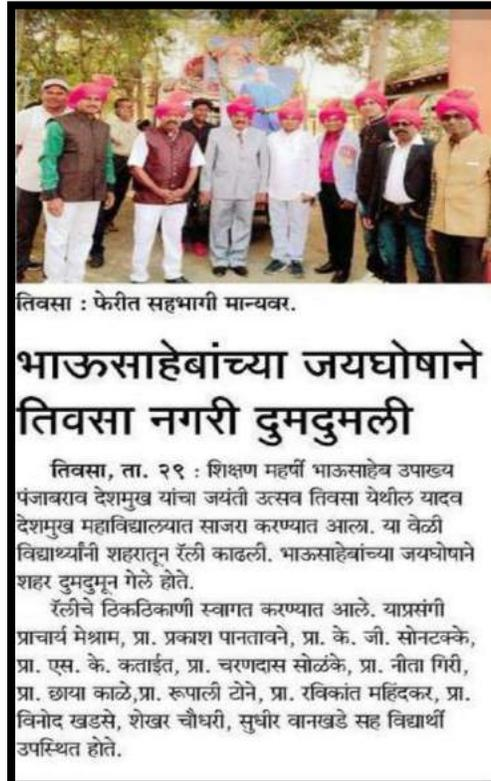 तिवसा : फेरीत सहभागी मान्यवर.
भाऊसाहेबांच्या जयघोषाने
तिवसा नगरी दुमदुमली
तिवसा, ता. २९ : शिक्षण महर्षी भाऊसाहेब उपाख्य
पंजाबराव देशमुख यांचा जयंती उत्सव तिवसा येथील यादव
देशमुख महाविद्यालयात साजरा करण्यात आला. या वेळी
विद्यार्थ्यांनी शहरातून रॅली काढली. भाऊसाहेबांच्या जयघोषाने
शहर दुमदुमून गेले होते.
रॅलीचे ठिकठिकाणी स्वागत करण्यात आले. याप्रसंगी
प्राचार्य मेश्राम, प्रा. प्रकाश पानतावने, प्रा. के. जी. सोनटक्के,
प्रा. एस. के. कताईत, प्रा. चरणदास सोळंके, प्रा. नीता गिरी,
प्रा. छाया काळे,प्रा. रूपाली टोने, प्रा. रविकांत महिंदकर, प्रा.
विनोद खडसे, शेखर चौधरी, सुधीर वानखडे सह विद्यार्थी
उपस्थित होते.